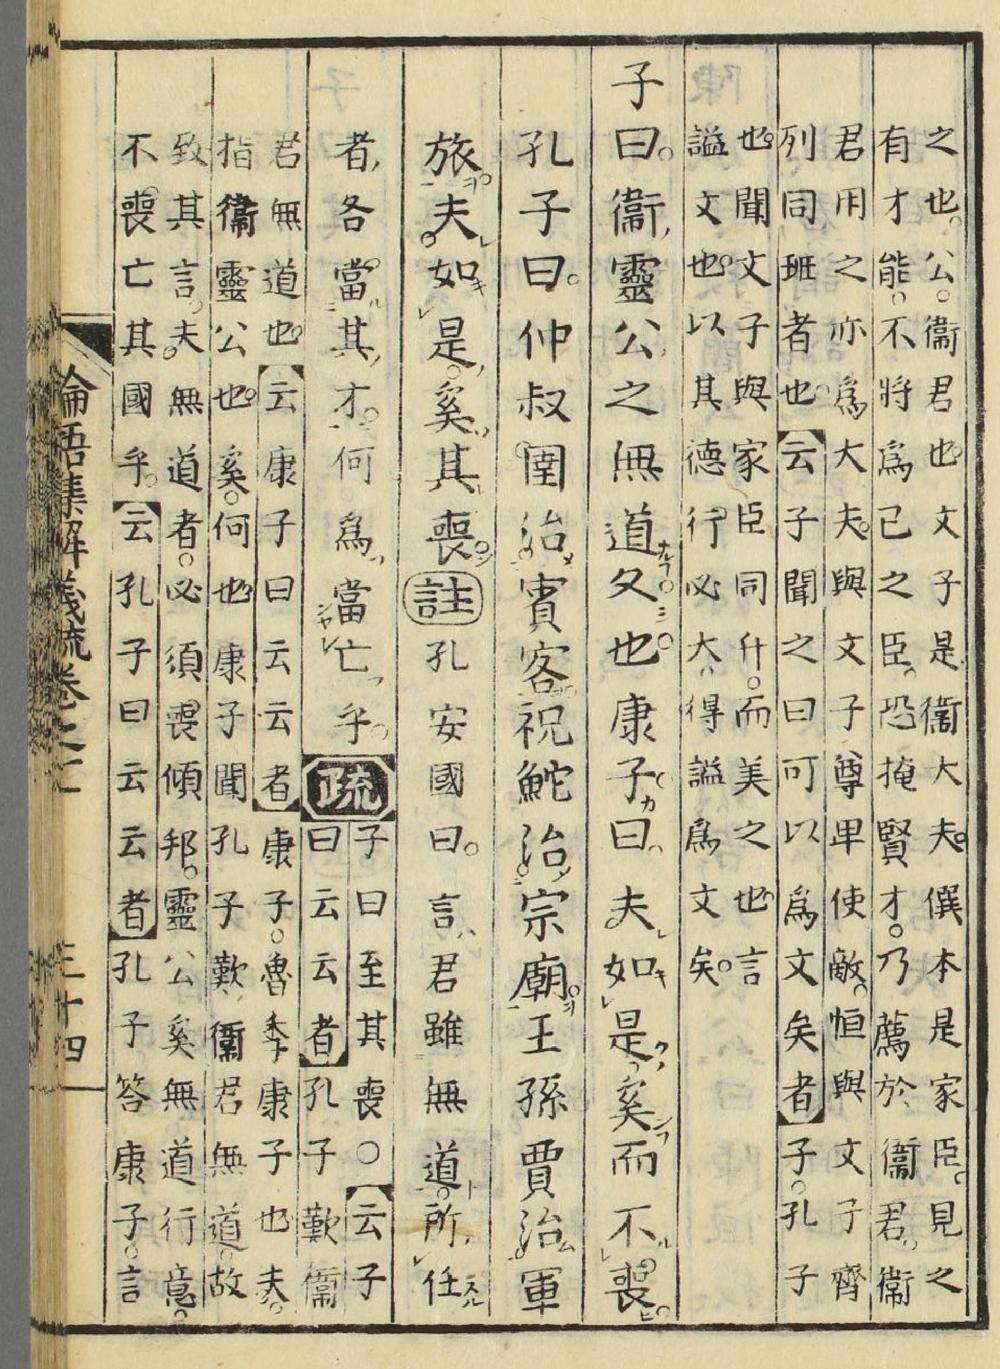 之也公衞君也文子是衞大夫僎本是家臣見之
有才能不將爲己之臣恐掩賢才乃薦於衞君衞
君用之亦爲大夫與文子尊卑使敵恒與文子齊
列同班者也云子聞之曰可以爲文矣者子孔子
也聞文子與家臣同升而美之也言
謚文也以其德行必大得謚爲文矣
子曰衞靈公之無道久也康子曰夫如是奚而不喪
孔子曰仲叔圉治賓客祝鮀治宗廟王孫賈治軍
旅夫如是奚其喪註孔安國曰言君雖無道所任
者各當其才何爲當亡乎疏
子曰至其喪○云子
曰云云者孔子歎衞
君無道也云康子曰云云者康子魯季康子也夫
指衞靈公也奚何也康子聞孔子歎衞君無道故
致其言夫無道者必須喪傾邦靈公奚無道行意
不喪亡其國乎云孔子曰云云者孔子答康子言
論語集解義疏卷之七
三十四